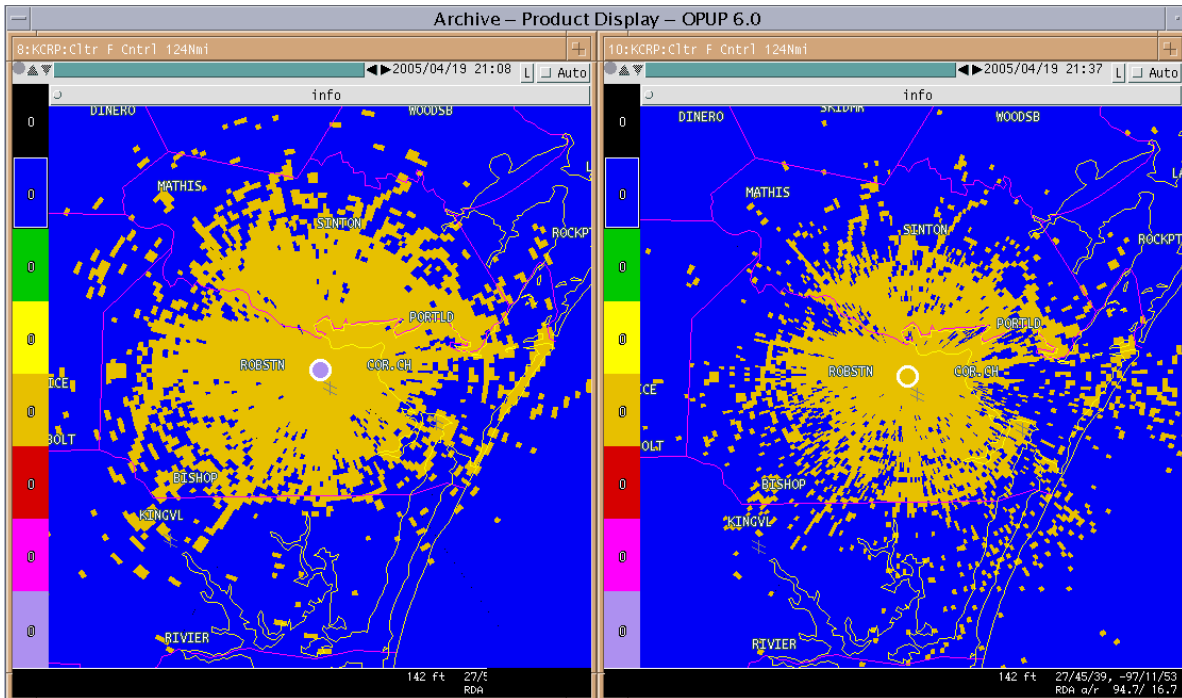 Archive – Product Display – OPUP 6.0
8:KCRP:Cltr F Cntrl 124Nmi
2005/04/19 21:08
L
Auto
info
DINERO
WOODSB
MATHIS
SINTON
ROCKPT
PORTLD
ROBSTN
COR.CH
ICE
BOLT
BISHOP
KINGVL
RIVIER
0
0
0
0
0
0
0
0
142 ft 27/5
RDA
10:KCRP:Cltr F Cntrl 124Nmi
2005/04/19 21:37
L
Auto
info
SKIDMR
DINERO
WOODSB
LA
MATHIS
SINTON
ROCKPT
PORTLD
ROBSTN
COR.CH
ICE
OLT
BISHOP
KINGVL
RIVIER
0
0
0
0
0
0
0
0
142 ft 27/45/39, -97/11/53
RDA a/r 94.7/ 16.7